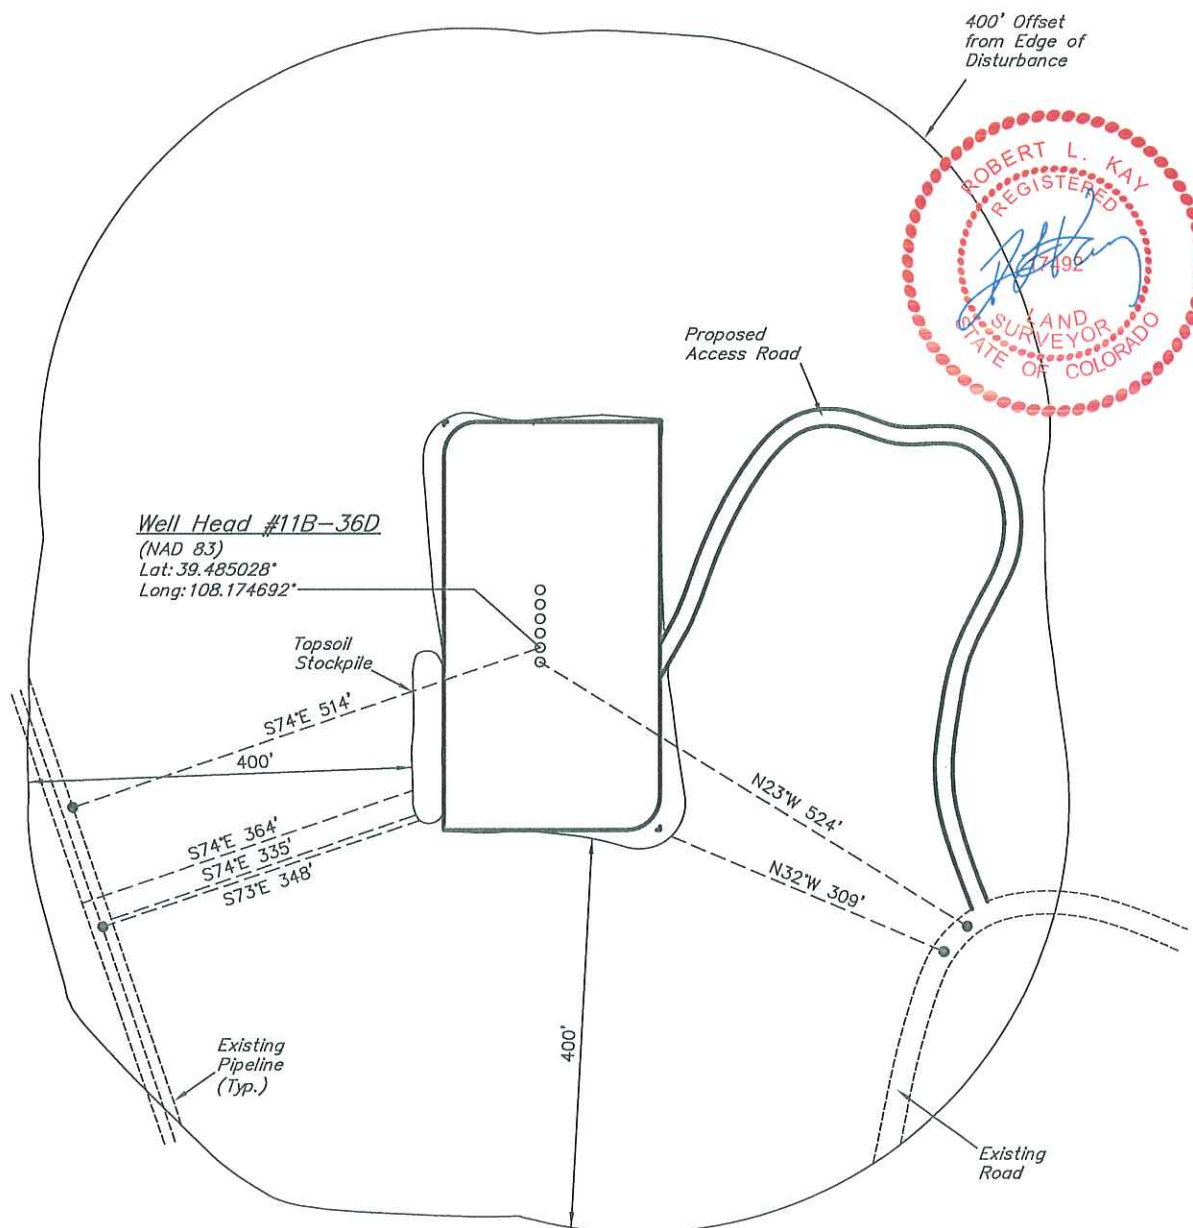 400' Offset
from Edge of
Disturbance
ROBERT L. KAY
REGISTERED
7492
LAND
SURVEYOR
STATE OF COLORADO
Proposed
Access Road
Well Head #11B-36D
(NAD 83)
Lat: 39.485028°
Long: 108.174692°
Topsoil
Stockpile
S74°E 514'
400'
S74°E 364'
S74°E 335'
S73°E 348'
N23°W 524'
N32°W 309'
400'
Existing
Pipeline
(Typ.)
Existing
Road